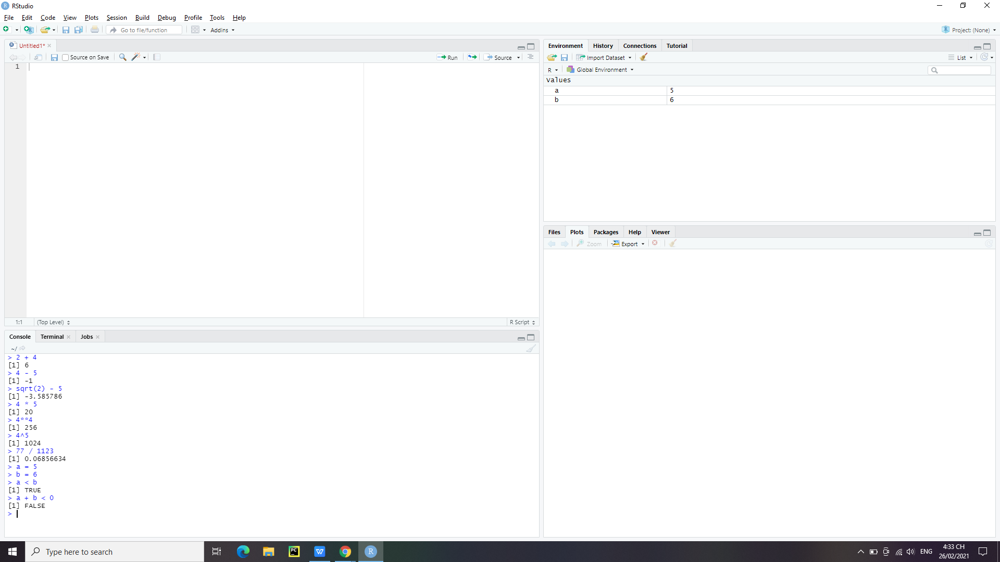 RStudio
File Edit Code View Plots Session Build Debug Profile Tools Help
Go to file/function Addins Project: (None)
Untitled1*
Source on Save Run Source
1
1:1 (Top Level) R Script
Console Terminal Jobs
~/
> 2 + 4
[1] 6
> 4 - 5
[1] -1
> sqrt(2) - 5
[1] -3.585786
> 4 * 5
[1] 20
> 4**4
[1] 256
> 4^5
[1] 1024
> 77 / 1123
[1] 0.06856634
> a = 5
> b = 6
> a < b
[1] TRUE
> a + b < 0
[1] FALSE
>
Environment History Connections Tutorial
Import Dataset List
R Global Environment
Values
a 5
b 6
Files Plots Packages Help Viewer
Zoom Export
Type here to search
PC
W
R
ENG
4:33 CH
26/02/2021